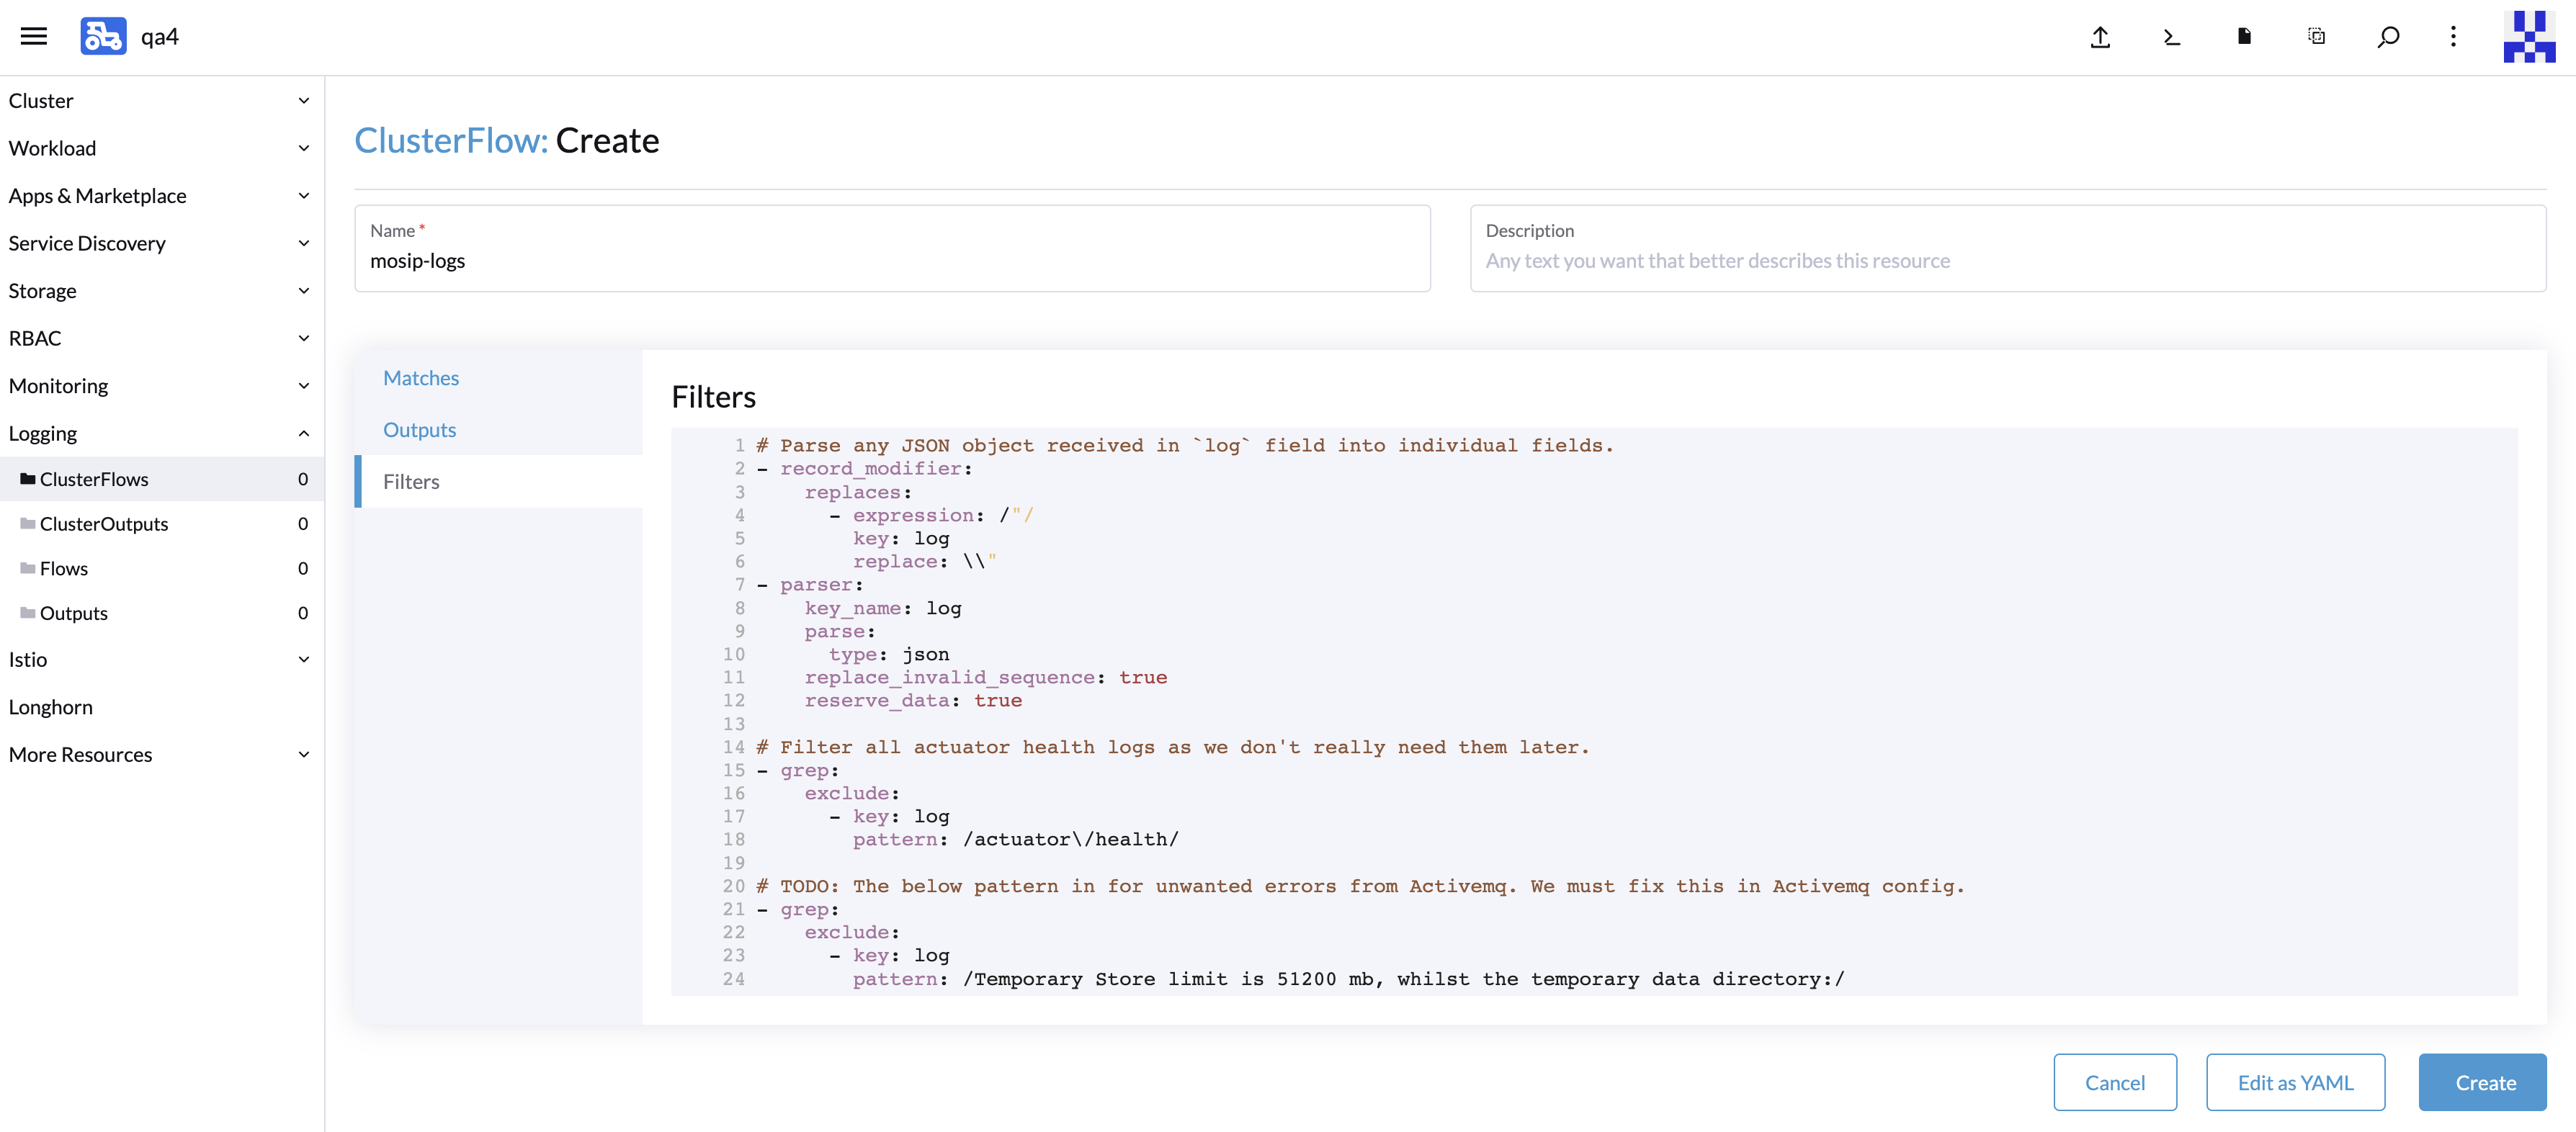 qa4
Cluster
Workload
Apps & Marketplace
Service Discovery
Storage
RBAC
Monitoring
Logging
ClusterFlows 0
ClusterOutputs 0
Flows 0
Outputs 0
Istio
Longhorn
More Resources
ClusterFlow: Create
Name *
mosip-logs
Description
Any text you want that better describes this resource
Matches
Outputs
Filters
Filters
1 # Parse any JSON object received in `log` field into individual fields.
2 - record_modifier:
3     replaces:
4       - expression: /"/
5         key: log
6         replace: \\"
7 - parser:
8     key_name: log
9     parse:
10       type: json
11     replace_invalid_sequence: true
12     reserve_data: true
13
14 # Filter all actuator health logs as we don't really need them later.
15 - grep:
16     exclude:
17       - key: log
18         pattern: /actuator\/health/
19
20 # TODO: The below pattern in for unwanted errors from Activemq. We must fix this in Activemq config.
21 - grep:
22     exclude:
23       - key: log
24         pattern: /Temporary Store limit is 51200 mb, whilst the temporary data directory:/
Cancel
Edit as YAML
Create